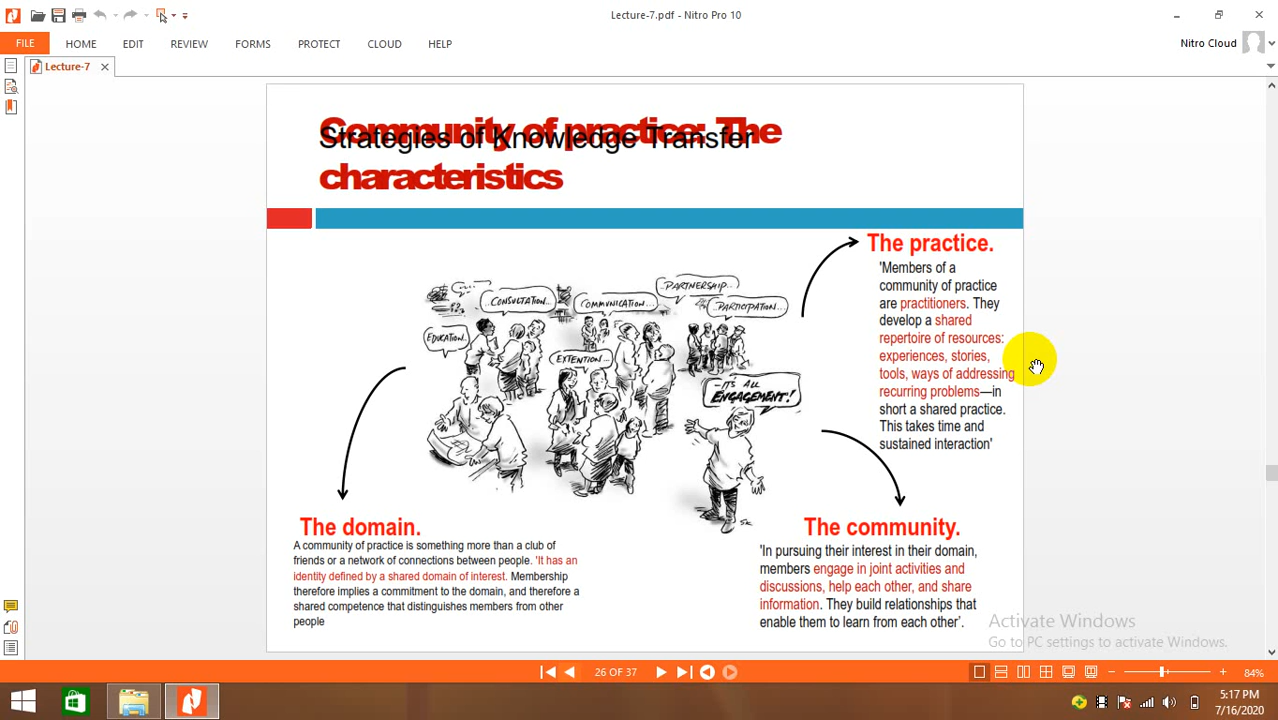 Lecture-7.pdf - Nitro Pro 10
FILE HOME EDIT REVIEW FORMS PROTECT CLOUD HELP
Nitro Cloud
Lecture-7
Community of practice: The
Strategies of Knowledge Transfer
characteristics
The practice.
'Members of a
community of practice
are practitioners. They
develop a shared
repertoire of resources:
experiences, stories,
tools, ways of addressing
recurring problems—in
short a shared practice.
This takes time and
sustained interaction'
PARTNERSHIP...
CONSULTATION...
COMMUNICATION...
PARTICIPATION...
EDUKATION...
EXTENTION...
-IT'S ALL
ENGAGEMENT!
SK
The domain.
A community of practice is something more than a club of
friends or a network of connections between people. 'It has an
identity defined by a shared domain of interest. Membership
therefore implies a commitment to the domain, and therefore a
shared competence that distinguishes members from other
people
The community.
'In pursuing their interest in their domain,
members engage in joint activities and
discussions, help each other, and share
information. They build relationships that
enable them to learn from each other'.
Activate Windows
Go to PC settings to activate Windows.
26 OF 37
84%
5:17 PM
7/16/2020